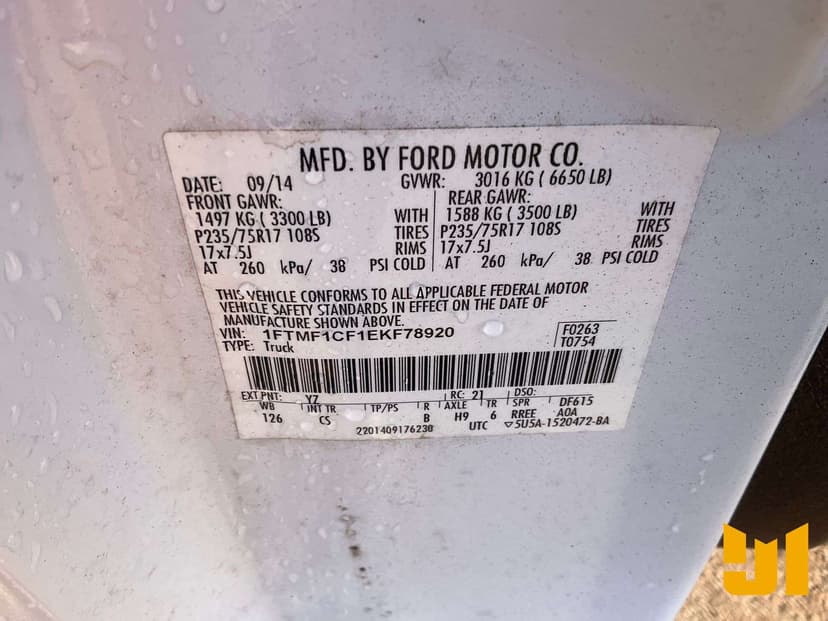 MFD. BY FORD MOTOR CO.
DATE: 09/14 GVWR: 3016 KG ( 6650 LB)
FRONT GAWR: REAR GAWR:
1497 KG ( 3300 LB) WITH 1588 KG ( 3500 LB) WITH
P235/75R17 108S TIRES P235/75R17 108S TIRES
17x7.5J RIMS 17x7.5J RIMS
AT 260 kPa/ 38 PSI COLD AT 260 kPa/ 38 PSI COLD
THIS VEHICLE CONFORMS TO ALL APPLICABLE FEDERAL MOTOR
VEHICLE SAFETY STANDARDS IN EFFECT ON THE DATE OF
MANUFACTURE SHOWN ABOVE.
VIN: 1FTMF1CF1EKF78920 F0263
TYPE: Truck T0754
EXT PNT: YZ RC: 21 DSO:
WB INT TR TP/PS R AXLE TR SPR DF615
126 CS B H9 6 RREE A0A
2201409176230 UTC ▽5U5A-1520472-BA